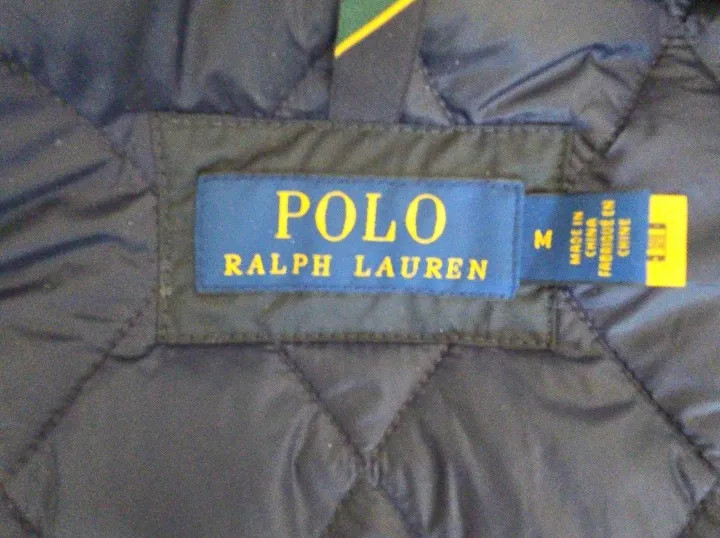 POLO
RALPH LAUREN
M
MADE IN
CHINA
FABRIQUÉ EN
CHINE